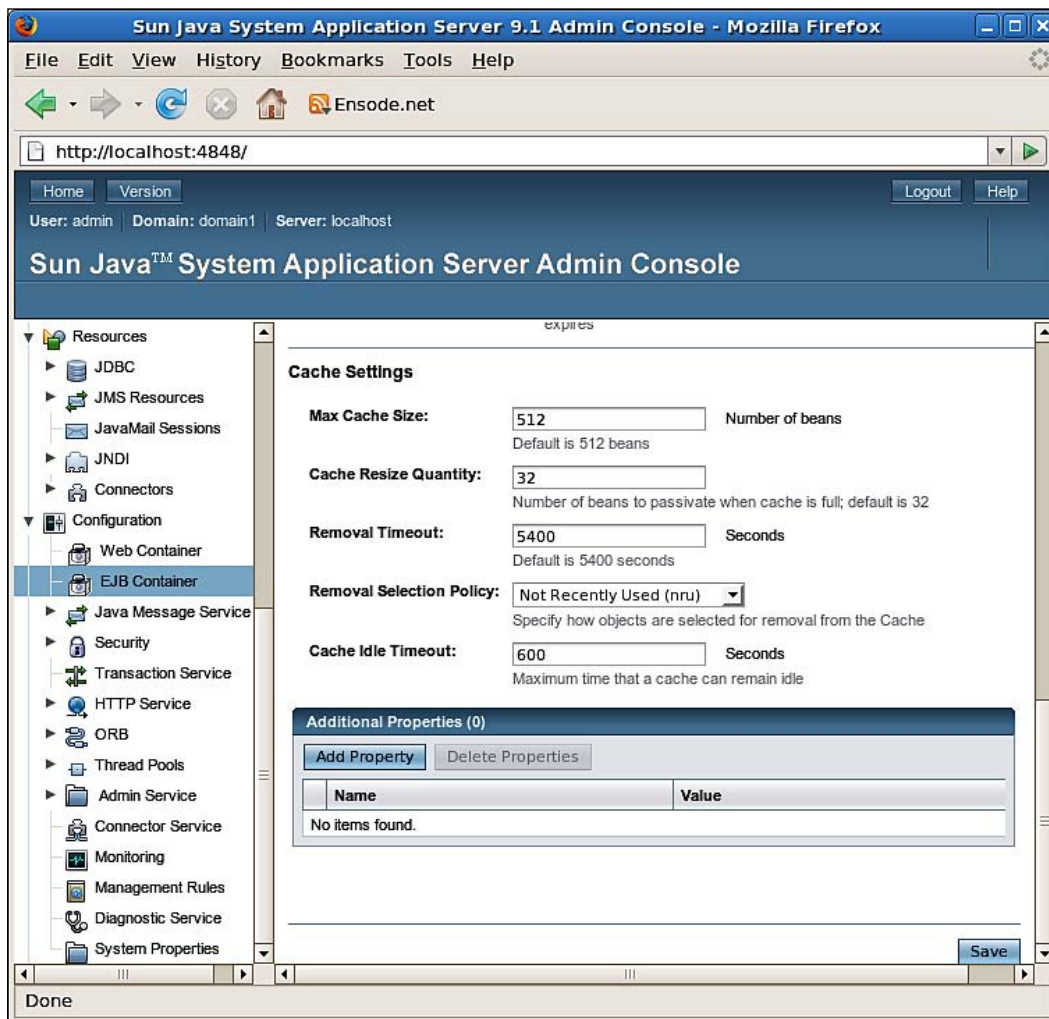 Sun Java System Application Server 9.1 Admin Console - Mozilla Firefox
File Edit View History Bookmarks Tools Help
Ensode.net
http://localhost:4848/
Home Version Logout Help
User: admin Domain: domain1 Server: localhost
Sun Java™ System Application Server Admin Console
Resources
JDBC
JMS Resources
JavaMail Sessions
JNDI
Connectors
Configuration
Web Container
EJB Container
Java Message Service
Security
Transaction Service
HTTP Service
ORB
Thread Pools
Admin Service
Connector Service
Monitoring
Management Rules
Diagnostic Service
System Properties
expires
Cache Settings
Max Cache Size: 512 Number of beans
Default is 512 beans
Cache Resize Quantity: 32
Number of beans to passivate when cache is full; default is 32
Removal Timeout: 5400 Seconds
Default is 5400 seconds
Removal Selection Policy: Not Recently Used (nru)
Specify how objects are selected for removal from the Cache
Cache Idle Timeout: 600 Seconds
Maximum time that a cache can remain idle
Additional Properties (0)
Add Property Delete Properties
Name Value
No items found.
Save
Done